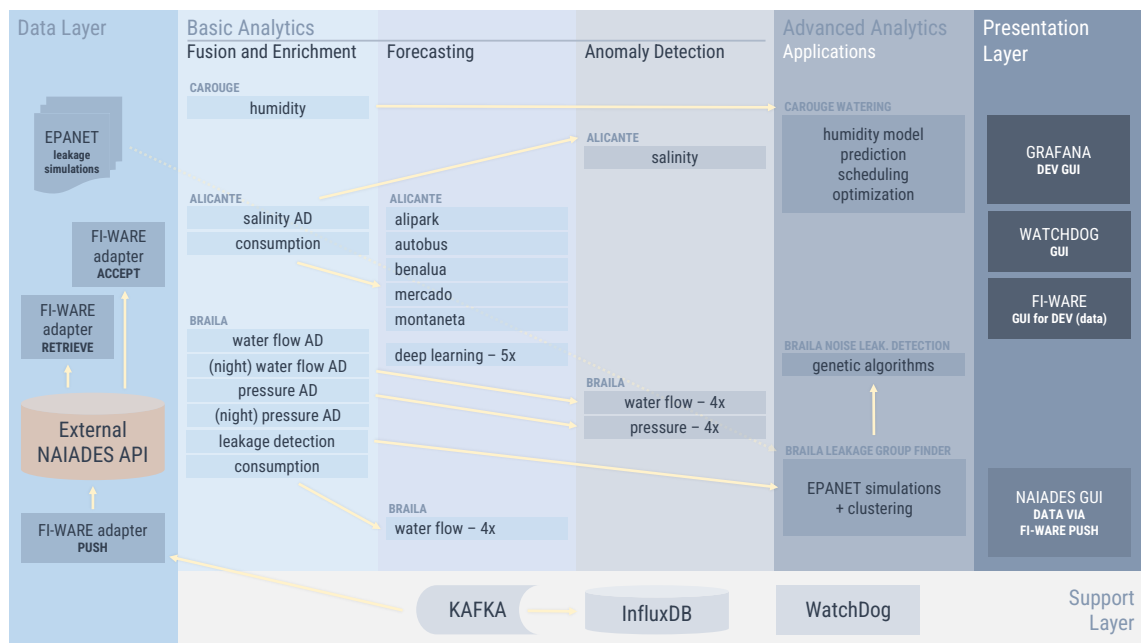 Data Layer
EPANET
leakage
simulations
FI-WARE
adapter
ACCEPT
FI-WARE
adapter
RETRIEVE
External
NAIADES API
FI-WARE adapter
PUSH
Basic Analytics
Fusion and Enrichment
CAROUGE
humidity
ALICANTE
salinity AD
consumption
BRAILA
water flow AD
(night) water flow AD
pressure AD
(night) pressure AD
leakage detection
consumption
Forecasting
ALICANTE
alipark
autobus
benalua
mercado
montaneta
deep learning – 5x
BRAILA
water flow – 4x
Anomaly Detection
ALICANTE
salinity
BRAILA
water flow – 4x
pressure – 4x
Advanced Analytics
Applications
CAROUGE WATERING
humidity model
prediction
scheduling
optimization
BRAILA NOISE LEAK. DETECTION
genetic algorithms
BRAILA LEAKAGE GROUP FINDER
EPANET simulations
+ clustering
Presentation
Layer
GRAFANA
DEV GUI
WATCHDOG
GUI
FI-WARE
GUI for DEV (data)
NAIADES GUI
DATA VIA
FI-WARE PUSH
KAFKA
InfluxDB
WatchDog
Support
Layer